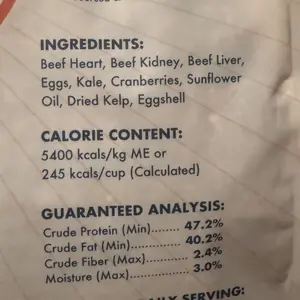 INGREDIENTS:
Beef Heart, Beef Kidney, Beef Liver,
Eggs, Kale, Cranberries, Sunflower
Oil, Dried Kelp, Eggshell
CALORIE CONTENT:
5400 kcals/kg ME or
245 kcals/cup (Calculated)
GUARANTEED ANALYSIS:
Crude Protein (Min)......... 47.2%
Crude Fat (Min)............... 40.2%
Crude Fiber (Max)........... 2.4%
Moisture (Max)................ 3.0%
SERVING: